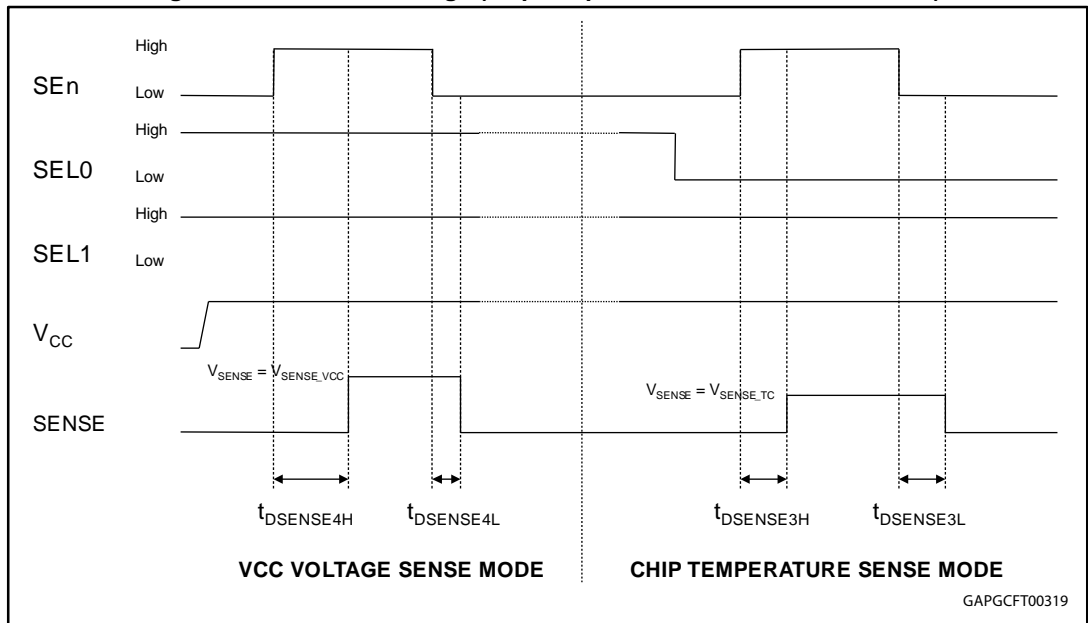 High
SEn
Low
High
SEL0
Low
High
SEL1
Low
VCC
VSENSE = VSENSE_VCC
VSENSE = VSENSE_TC
SENSE
tDSENSE4H tDSENSE4L tDSENSE3H tDSENSE3L
VCC VOLTAGE SENSE MODE CHIP TEMPERATURE SENSE MODE
GAPGCFT00319